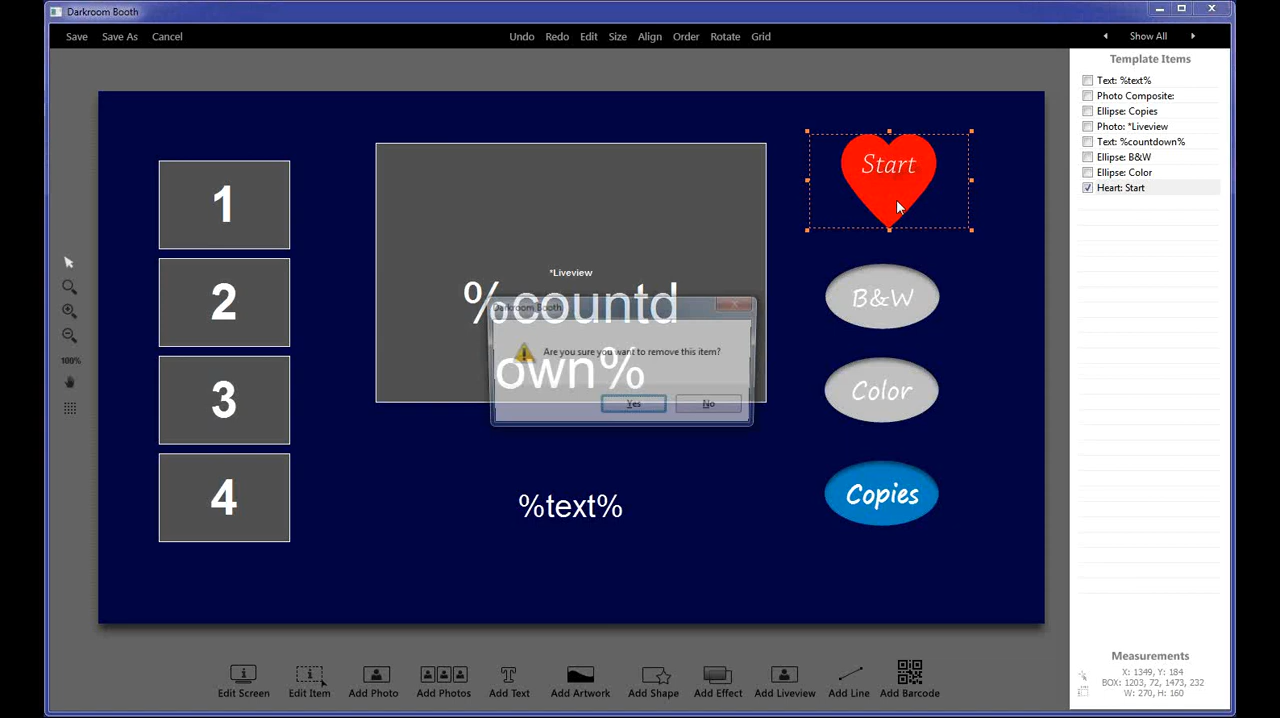 Darkroom Booth
Save Save As Cancel Undo Redo Edit Size Align Order Rotate Grid Show All
Template Items
Text: %text%
Photo Composite:
Ellipse: Copies
Photo: *Liveview
Text: %countdown%
Ellipse: B&W
Ellipse: Color
Heart: Start
1
2
3
4
*Liveview
%countd
own%
Darkroom Booth
Are you sure you want to remove this item?
Yes No
%text%
Start
B&W
Color
Copies
100%
Edit Screen Edit Item Add Photo Add Photos Add Text Add Artwork Add Shape Add Effect Add Liveview Add Line Add Barcode
Measurements
X: 1349, Y: 184
BOX: 1203, 72, 1473, 232
W: 270, H: 160